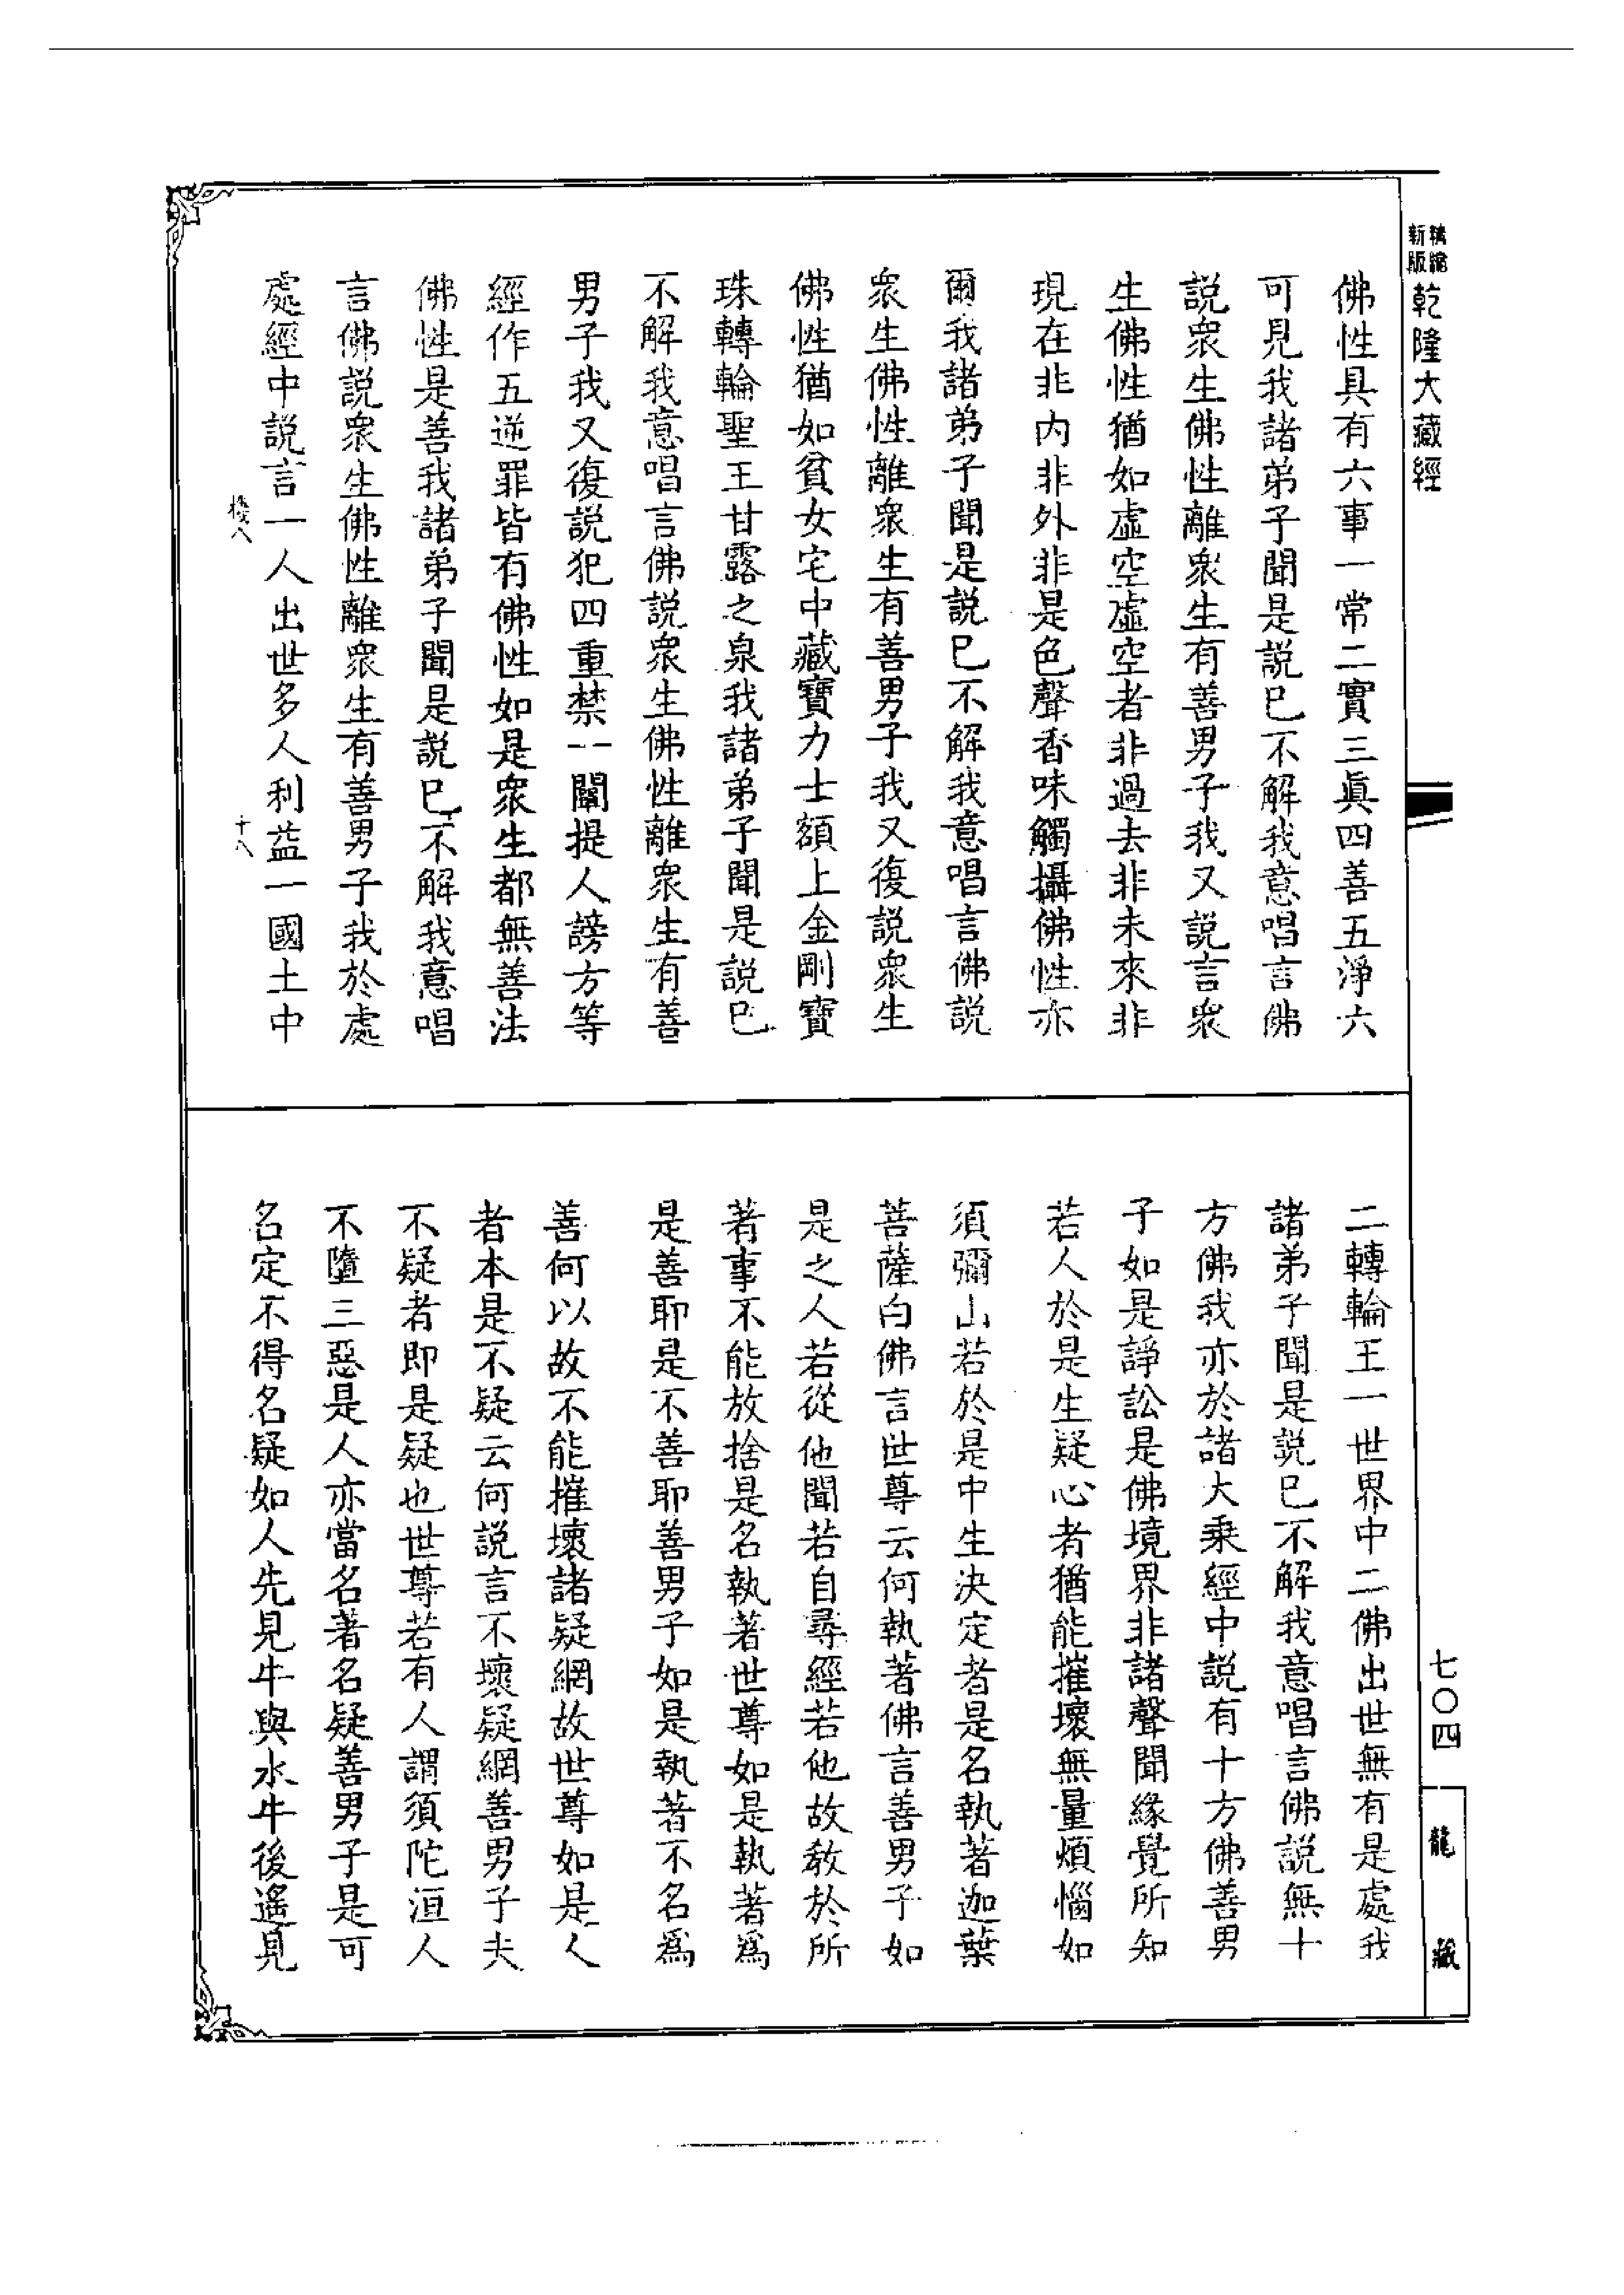 新版精縮乾隆大藏經
佛性具有六事一常二實三眞四善五淨六
可見我諸弟子聞是説已不解我意唱言佛
説衆生佛性離衆生有善男子我又説言衆
生佛性猶如虛空虛空者非過去非未來非
現在非内非外非是色聲香味觸攝佛性亦
爾我諸弟子聞是説已不解我意唱言佛説
衆生佛性離衆生有善男子我又復説衆生
佛性猶如貧女宅中藏寶力士額上金剛寶
珠轉輪聖王甘露之泉我諸弟子聞是説已
不解我意唱言佛説衆生佛性離衆生有善
男子我又復説犯四重禁一闡提人謗方等
經作五逆罪皆有佛性如是衆生都無善法
佛性是善我諸弟子聞是説已不解我意唱
言佛説衆生佛性離衆生有善男子我於處
處經中説言一人出世多人利益一國土中
十八
二轉輪王一世界中二佛出世無有是處我
諸弟子聞是説已不解我意唱言佛説無十
方佛我亦於諸大乘經中説有十方佛善男
子如是諍訟是佛境界非諸聲聞緣覺所知
若人於是生疑心者猶能摧壞無量煩惱如
須彌山若於是中生決定者是名執著迦葉
菩薩白佛言世尊云何執著佛言善男子如
是之人若從他聞若自尋經若他故教於所
著事不能放捨是名執著世尊如是執著爲
是善耶是不善耶善男子如是執著不名爲
善何以故不能摧壞諸疑網故世尊如是人
者本是不疑云何説言不壞疑網善男子夫
不疑者即是疑也世尊若有人謂須陀洹人
不墮三惡是人亦當名著名疑善男子是可
名定不得名疑如人先見牛與水牛後遙見
七〇四
龍藏